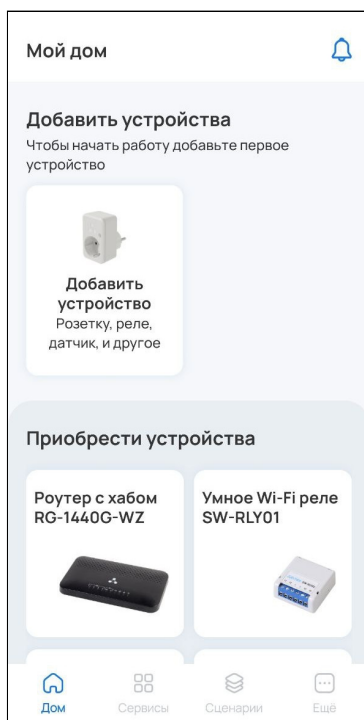 Мой дом
Добавить устройства
Чтобы начать работу добавьте первое
устройство
Добавить
устройство
Розетку, реле,
датчик, и другое
Приобрести устройства
Роутер с хабом
RG-1440G-WZ
Умное Wi-Fi реле
SW-RLY01
Дом
Сервисы
Сценарии
Ещё